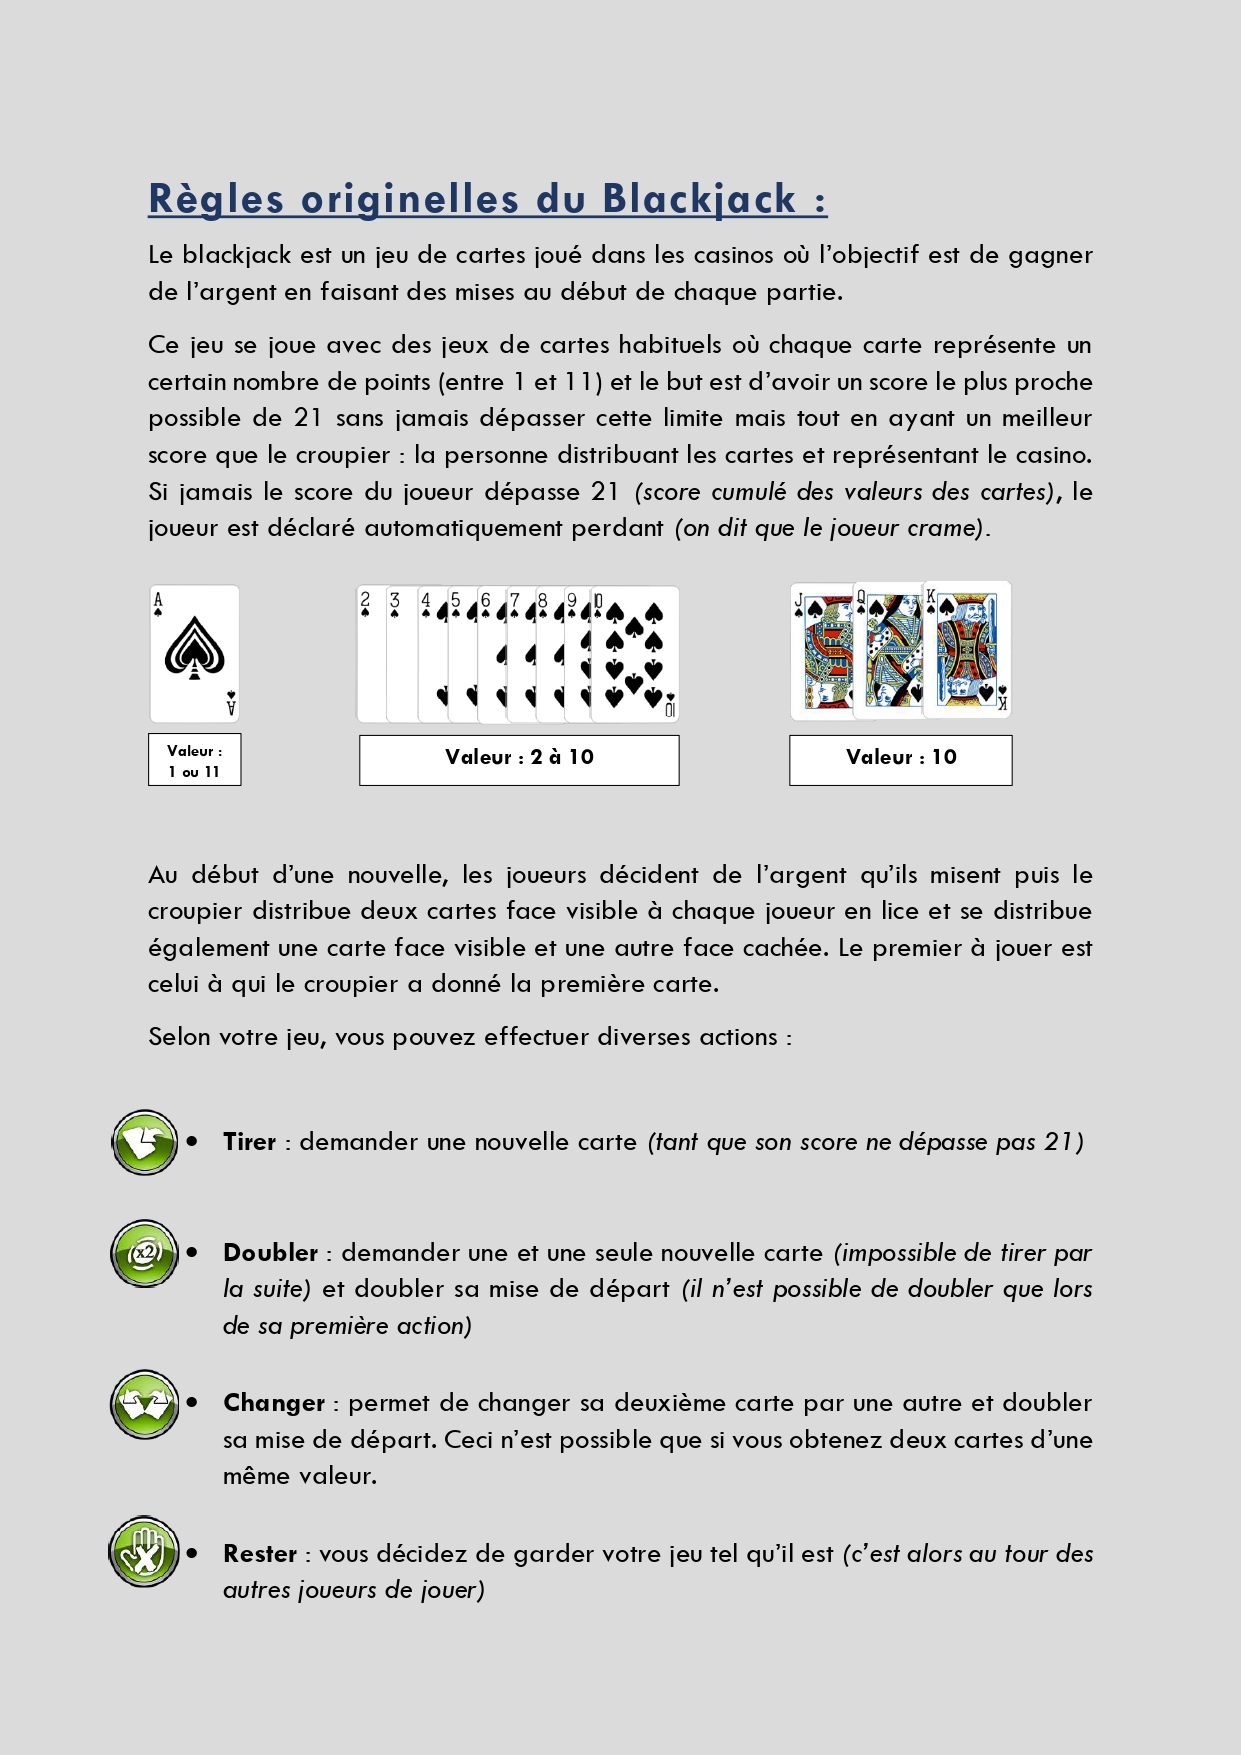 Règles originelles du Blackjack :
Le blackjack est un jeu de cartes joué dans les casinos où l’objectif est de gagner
de l’argent en faisant des mises au début de chaque partie.
Ce jeu se joue avec des jeux de cartes habituels où chaque carte représente un
certain nombre de points (entre 1 et 11) et le but est d’avoir un score le plus proche
possible de 21 sans jamais dépasser cette limite mais tout en ayant un meilleur
score que le croupier : la personne distribuant les cartes et représentant le casino.
Si jamais le score du joueur dépasse 21 (score cumulé des valeurs des cartes), le
joueur est déclaré automatiquement perdant (on dit que le joueur crame).
A
A
2 3 4 5 6 7 8 9 10
10
J Q K
K
Valeur :
1 ou 11
Valeur : 2 à 10
Valeur : 10
Au début d’une nouvelle, les joueurs décident de l’argent qu’ils misent puis le
croupier distribue deux cartes face visible à chaque joueur en lice et se distribue
également une carte face visible et une autre face cachée. Le premier à jouer est
celui à qui le croupier a donné la première carte.
Selon votre jeu, vous pouvez effectuer diverses actions :
• Tirer : demander une nouvelle carte (tant que son score ne dépasse pas 21)
x2
• Doubler : demander une et une seule nouvelle carte (impossible de tirer par
la suite) et doubler sa mise de départ (il n’est possible de doubler que lors
de sa première action)
• Changer : permet de changer sa deuxième carte par une autre et doubler
sa mise de départ. Ceci n’est possible que si vous obtenez deux cartes d’une
même valeur.
• Rester : vous décidez de garder votre jeu tel qu’il est (c’est alors au tour des
autres joueurs de jouer)